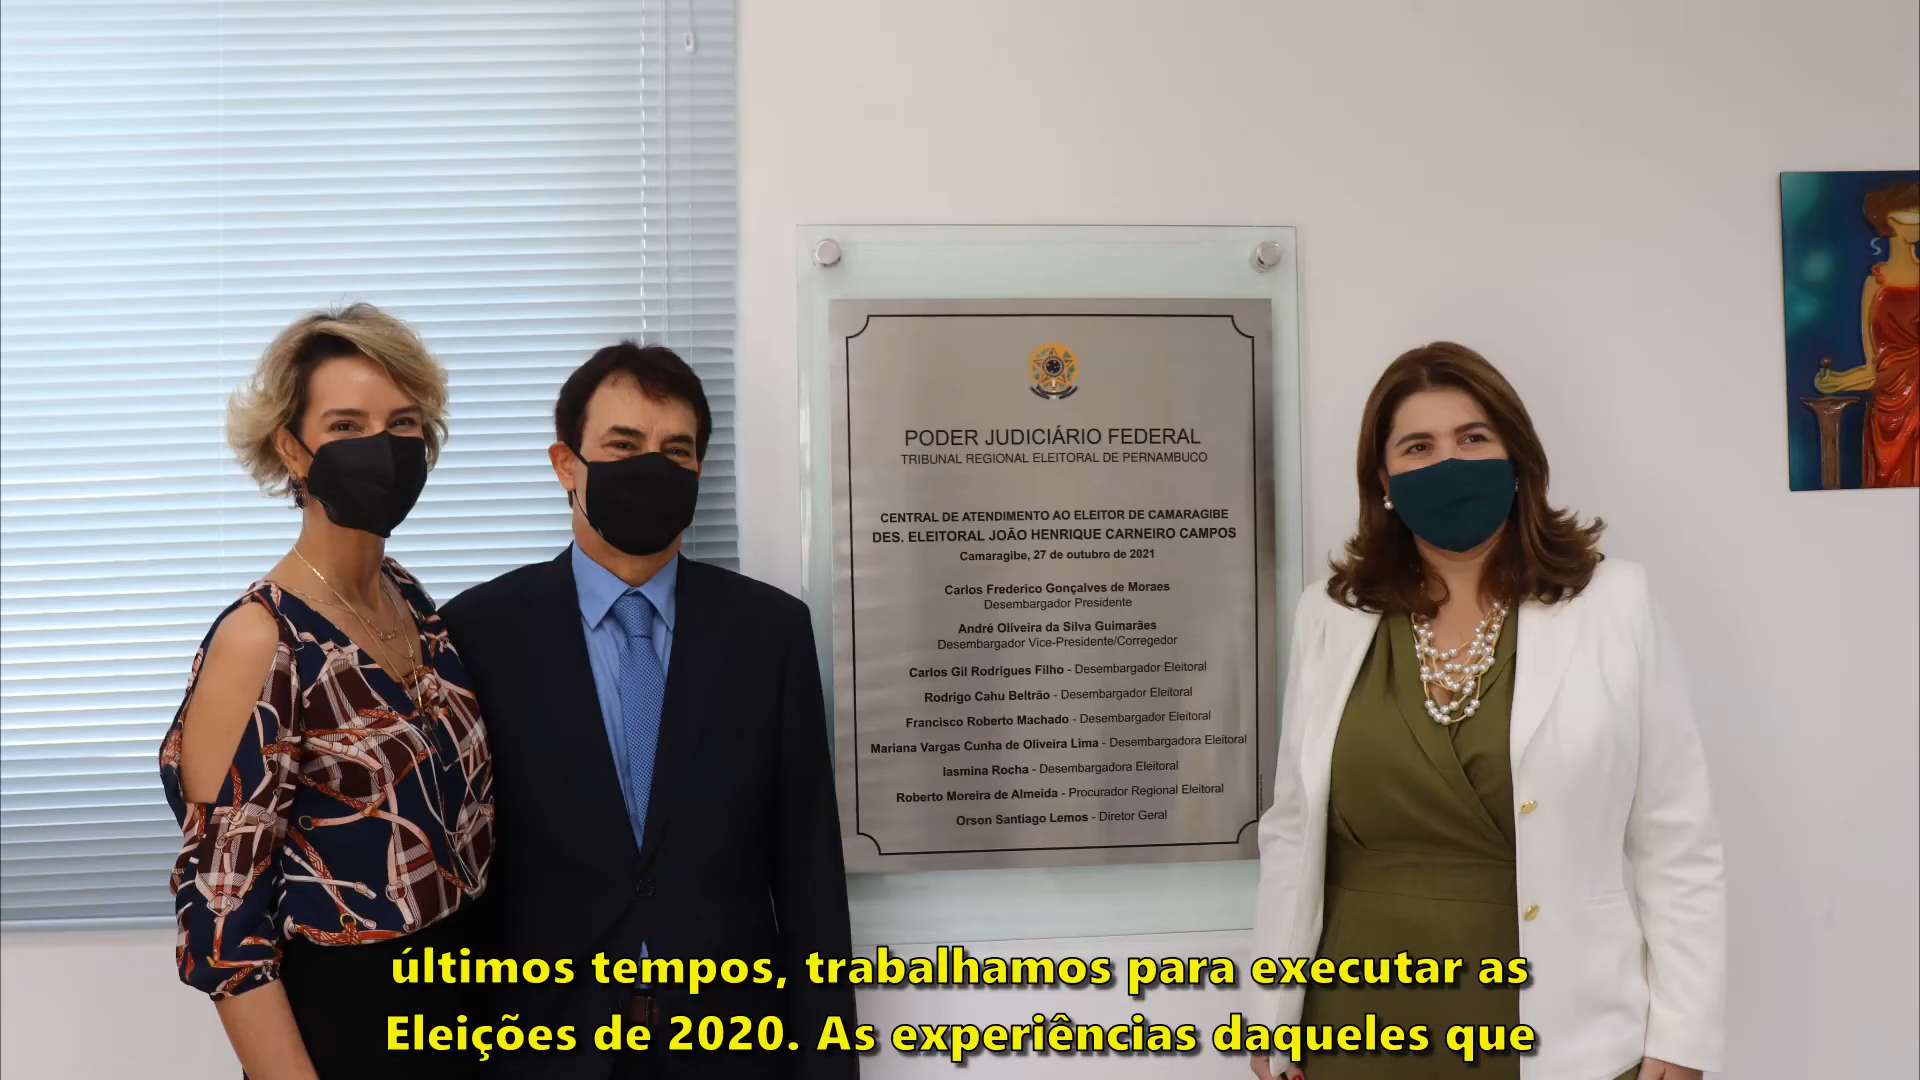 PODER JUDICIÁRIO FEDERAL
TRIBUNAL REGIONAL ELEITORAL DE PERNAMBUCO
CENTRAL DE ATENDIMENTO AO ELEITOR DE CAMARAGIBE
DES. ELEITORAL JOÃO HENRIQUE CARNEIRO CAMPOS
Camaragibe, 27 de outubro de 2021
Carlos Frederico Gonçalves de Moraes
Desembargador Presidente
André Oliveira da Silva Guimarães
Desembargador Vice-Presidente/Corregedor
Carlos Gil Rodrigues Filho - Desembargador Eleitoral
Rodrigo Cahu Beltrão - Desembargador Eleitoral
Francisco Roberto Machado - Desembargador Eleitoral
Mariana Vargas Cunha de Oliveira Lima - Desembargadora Eleitoral
Iasmina Rocha - Desembargadora Eleitoral
Roberto Moreira de Almeida - Procurador Regional Eleitoral
Orson Santiago Lemos - Diretor Geral
últimos tempos, trabalhamos para executar as
Eleições de 2020. As experiências daqueles que